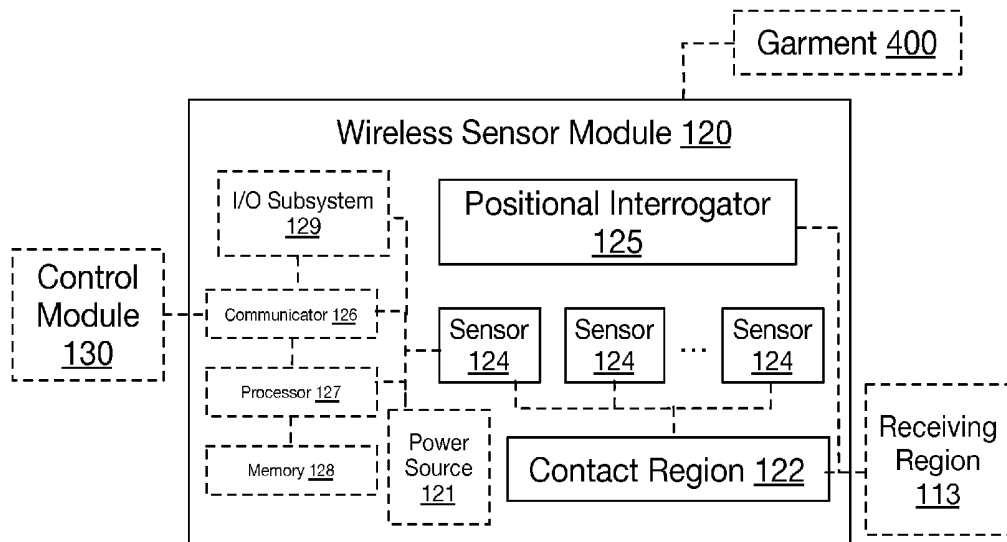 Garment 400
Wireless Sensor Module 120
I/O Subsystem
129
Positional Interrogator
125
Control
Module
130
Communicator 126
Sensor
124
Sensor
124
...
Sensor
124
Processor 127
Memory 128
Power
Source
121
Contact Region 122
Receiving
Region
113